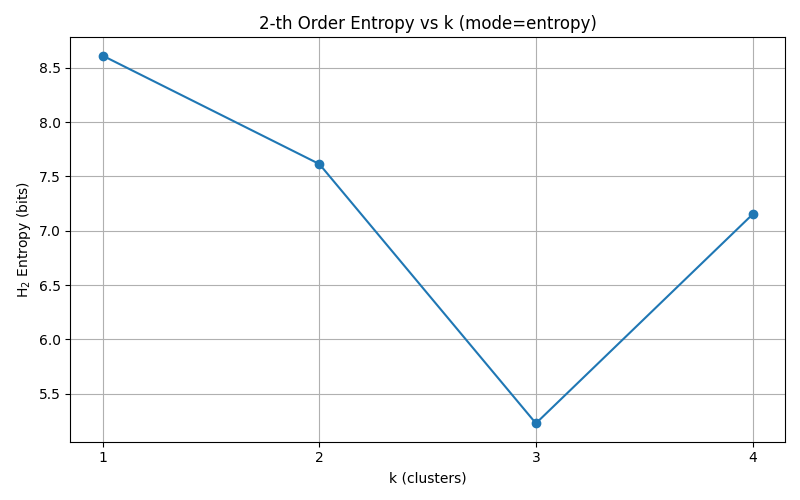 2-th Order Entropy vs k (mode=entropy)
8.5
8.0
7.5
7.0
6.5
6.0
5.5
H₂ Entropy (bits)
1 2 3 4
k (clusters)